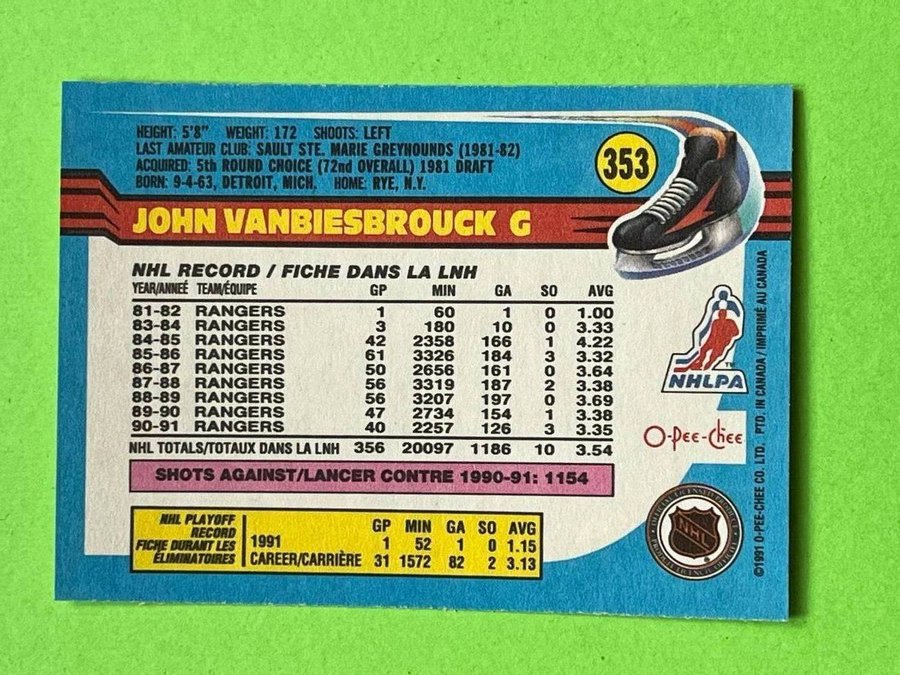 HEIGHT: 5'8" WEIGHT: 172 SHOOTS: LEFT
LAST AMATEUR CLUB: SAULT STE. MARIE GREYHOUNDS (1981-82)
ACQUIRED: 5th ROUND CHOICE (72nd OVERALL) 1981 DRAFT
BORN: 9-4-63, DETROIT, MICH. HOME: RYE, N.Y.
353
JOHN VANBIESBROUCK G
NHL RECORD / FICHE DANS LA LNH
YEAR/ANNEÉ TEAM/ÉQUIPE GP MIN GA SO AVG
81-82 RANGERS 1 60 1 0 1.00
83-84 RANGERS 3 180 10 0 3.33
84-85 RANGERS 42 2358 166 1 4.22
85-86 RANGERS 61 3326 184 3 3.32
86-87 RANGERS 50 2656 161 0 3.64
87-88 RANGERS 56 3319 187 2 3.38
88-89 RANGERS 56 3207 197 0 3.69
89-90 RANGERS 47 2734 154 1 3.38
90-91 RANGERS 40 2257 126 3 3.35
NHL TOTALS/TOTAUX DANS LA LNH 356 20097 1186 10 3.54
SHOTS AGAINST/LANCER CONTRE 1990-91: 1154
NHL PLAYOFF
RECORD
FICHE DURANT LES
ÉLIMINATOIRES
GP MIN GA SO AVG
1991 1 52 1 0 1.15
CAREER/CARRIÈRE 31 1572 82 2 3.13
NHLPA
TM
O-Pee-Chee
NHL
©1991 O-PEE-CHEE CO. LTD. PTD. IN CANADA / IMPRIMÉ AU CANADA